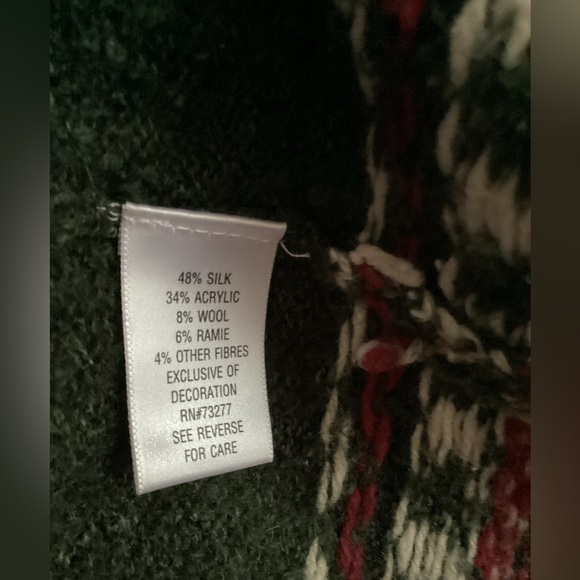 48% SILK
34% ACRYLIC
8% WOOL
6% RAMIE
4% OTHER FIBRES
EXCLUSIVE OF
DECORATION
RN#73277
SEE REVERSE
FOR CARE